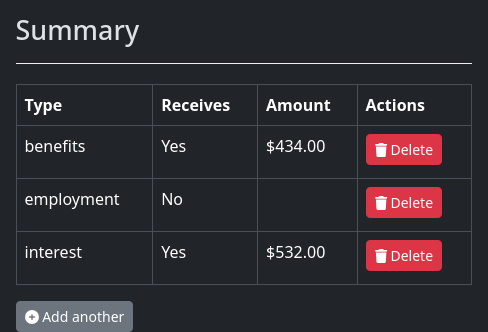 Summary
Type Receives Amount Actions
benefits Yes $434.00 Delete
employment No Delete
interest Yes $532.00 Delete
Add another